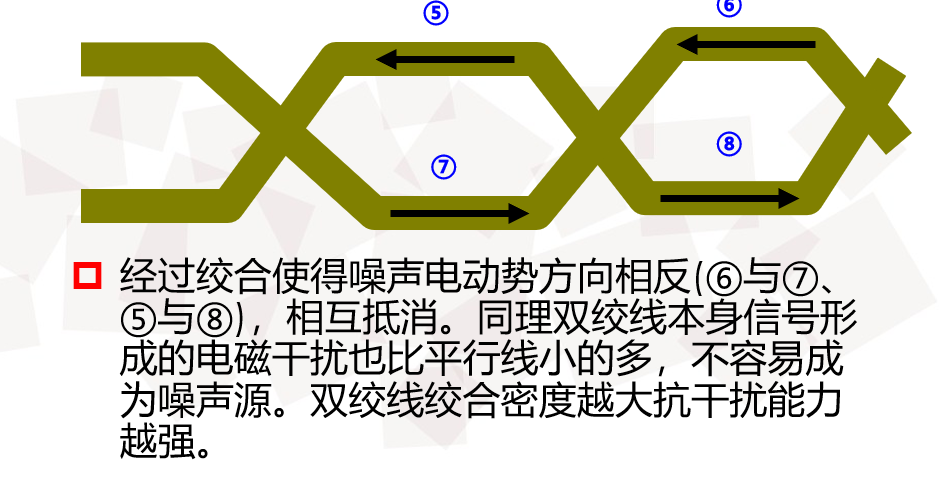 ⑤
⑥
⑦
⑧
经过绞合使得噪声电动势方向相反(⑥与⑦、
⑤与⑧)，相互抵消。同理双绞线本身信号形
成的电磁干扰也比平行线小的多，不容易成
为噪声源。双绞线绞合密度越大抗干扰能力
越强。